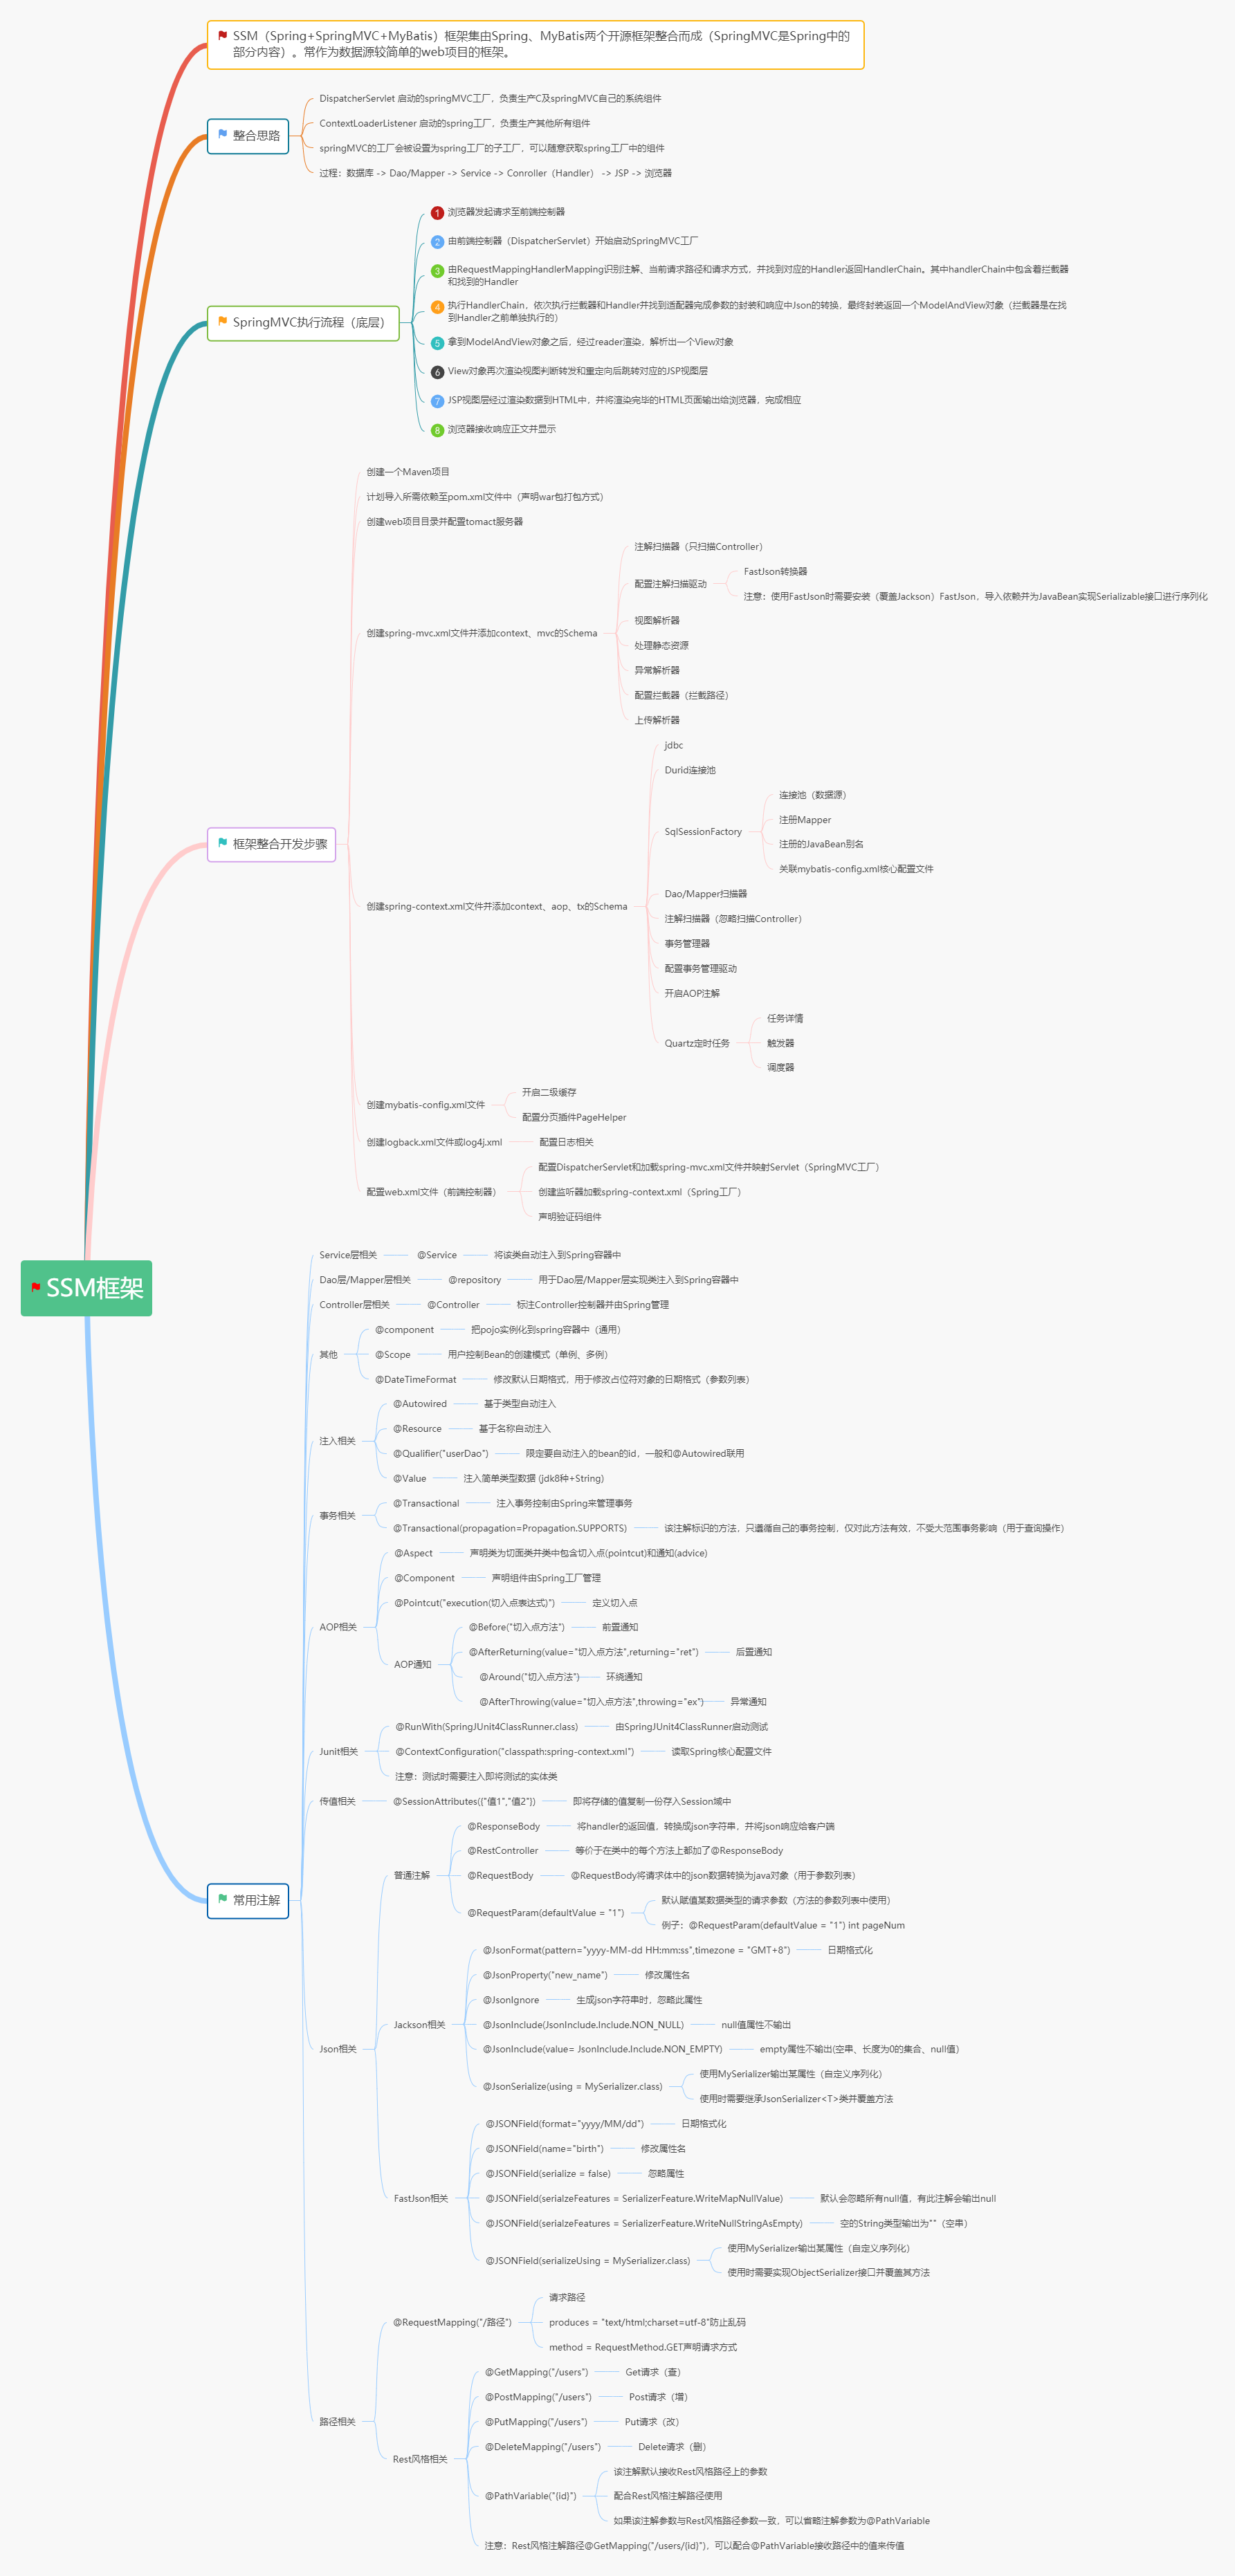 SSM（Spring+SpringMVC+MyBatis）框架集由Spring、MyBatis两个开源框架整合而成（SpringMVC是Spring中的
部分内容）。常作为数据源较简单的web项目的框架。
整合思路
DispatcherServlet 启动的springMVC工厂，负责生产C及springMVC自己的系统组件
ContextLoaderListener 启动的spring工厂，负责生产其他所有组件
springMVC的工厂会被设置为spring工厂的子工厂，可以随意获取spring工厂中的组件
过程：数据库 -> Dao/Mapper -> Service -> Conroller（Handler） -> JSP -> 浏览器
SpringMVC执行流程（底层）
1 浏览器发起请求至前端控制器
2 由前端控制器（DispatcherServlet）开始启动SpringMVC工厂
3 由RequestMappingHandlerMapping识别注解、当前请求路径和请求方式，并找到对应的Handler返回HandlerChain。其中handlerChain中包含着拦截器
和找到的Handler
4 执行HandlerChain，依次执行拦截器和Handler并找到适配器完成参数的封装和响应中Json的转换，最终封装返回一个ModelAndView对象（拦截器是在找
到Handler之前单独执行的）
5 拿到ModelAndView对象之后，经过reader渲染，解析出一个View对象
6 View对象再次渲染视图判断转发和重定向后跳转对应的JSP视图层
7 JSP视图层经过渲染数据到HTML中，并将渲染完毕的HTML页面输出给浏览器，完成相应
8 浏览器接收响应正文并显示
框架整合开发步骤
创建一个Maven项目
计划导入所需依赖至pom.xml文件中（声明war包打包方式）
创建web项目目录并配置tomact服务器
创建spring-mvc.xml文件并添加context、mvc的Schema
注解扫描器（只扫描Controller）
配置注解扫描驱动
FastJson转换器
注意：使用FastJson时需要安装（覆盖Jackson）FastJson，导入依赖并为JavaBean实现Serializable接口进行序列化
视图解析器
处理静态资源
异常解析器
配置拦截器（拦截路径）
上传解析器
创建spring-context.xml文件并添加context、aop、tx的Schema
jdbc
Durid连接池
SqlSessionFactory
连接池（数据源）
注册Mapper
注册的JavaBean别名
关联mybatis-config.xml核心配置文件
Dao/Mapper扫描器
注解扫描器（忽略扫描Controller）
事务管理器
配置事务管理驱动
开启AOP注解
Quartz定时任务
任务详情
触发器
调度器
创建mybatis-config.xml文件
开启二级缓存
配置分页插件PageHelper
创建logback.xml文件或log4j.xml
配置日志相关
配置web.xml文件（前端控制器）
配置DispatcherServlet和加载spring-mvc.xml文件并映射Servlet（SpringMVC工厂）
创建监听器加载spring-context.xml（Spring工厂）
声明验证码组件
SSM框架
常用注解
Service层相关
@Service
将该类自动注入到Spring容器中
Dao层/Mapper层相关
@repository
用于Dao层/Mapper层实现类注入到Spring容器中
Controller层相关
@Controller
标注Controller控制器并由Spring管理
其他
@component
把pojo实例化到spring容器中（通用）
@Scope
用户控制Bean的创建模式（单例、多例）
@DateTimeFormat
修改默认日期格式，用于修改占位符对象的日期格式（参数列表）
注入相关
@Autowired
基于类型自动注入
@Resource
基于名称自动注入
@Qualifier("userDao")
限定要自动注入的bean的id，一般和@Autowired联用
@Value
注入简单类型数据 (jdk8种+String)
事务相关
@Transactional
注入事务控制由Spring来管理事务
@Transactional(propagation=Propagation.SUPPORTS)
该注解标识的方法，只遵循自己的事务控制，仅对此方法有效，不受大范围事务影响（用于查询操作）
AOP相关
@Aspect
声明类为切面类并类中包含切入点(pointcut)和通知(advice)
@Component
声明组件由Spring工厂管理
@Pointcut("execution(切入点表达式)")
定义切入点
AOP通知
@Before("切入点方法")
前置通知
@AfterReturning(value="切入点方法",returning="ret")
后置通知
@Around("切入点方法")
环绕通知
@AfterThrowing(value="切入点方法",throwing="ex")
异常通知
Junit相关
@RunWith(SpringJUnit4ClassRunner.class)
由SpringJUnit4ClassRunner启动测试
@ContextConfiguration("classpath:spring-context.xml")
读取Spring核心配置文件
注意：测试时需要注入即将测试的实体类
传值相关
@SessionAttributes({"值1","值2"})
即将存储的值复制一份存入Session域中
Json相关
普通注解
@ResponseBody
将handler的返回值，转换成json字符串，并将json响应给客户端
@RestController
等价于在类中的每个方法上都加了@ResponseBody
@RequestBody
@RequestBody将请求体中的json数据转换为java对象（用于参数列表）
@RequestParam(defaultValue = "1")
默认赋值某数据类型的请求参数（方法的参数列表中使用）
例子：@RequestParam(defaultValue = "1") int pageNum
Jackson相关
@JsonFormat(pattern="yyyy-MM-dd HH:mm:ss",timezone = "GMT+8")
日期格式化
@JsonProperty("new_name")
修改属性名
@JsonIgnore
生成json字符串时，忽略此属性
@JsonInclude(JsonInclude.Include.NON_NULL)
null值属性不输出
@JsonInclude(value= JsonInclude.Include.NON_EMPTY)
empty属性不输出(空串、长度为0的集合、null值)
@JsonSerialize(using = MySerializer.class)
使用MySerializer输出某属性（自定义序列化）
使用时需要继承JsonSerializer<T>类并覆盖方法
FastJson相关
@JSONField(format="yyyy/MM/dd")
日期格式化
@JSONField(name="birth")
修改属性名
@JSONField(serialize = false)
忽略属性
@JSONField(serialzeFeatures = SerializerFeature.WriteMapNullValue)
默认会忽略所有null值，有此注解会输出null
@JSONField(serialzeFeatures = SerializerFeature.WriteNullStringAsEmpty)
空的String类型输出为""（空串）
@JSONField(serializeUsing = MySerializer.class)
使用MySerializer输出某属性（自定义序列化）
使用时需要实现ObjectSerializer接口并覆盖其方法
路径相关
@RequestMapping("/路径")
请求路径
produces = "text/html;charset=utf-8"防止乱码
method = RequestMethod.GET声明请求方式
Rest风格相关
@GetMapping("/users")
Get请求（查）
@PostMapping("/users")
Post请求（增）
@PutMapping("/users")
Put请求（改）
@DeleteMapping("/users")
Delete请求（删）
@PathVariable("{id}")
该注解默认接收Rest风格路径上的参数
配合Rest风格注解路径使用
如果该注解参数与Rest风格路径参数一致，可以省略注解参数为@PathVariable
注意：Rest风格注解路径@GetMapping("/users/{id}")，可以配合@PathVariable接收路径中的值来传值